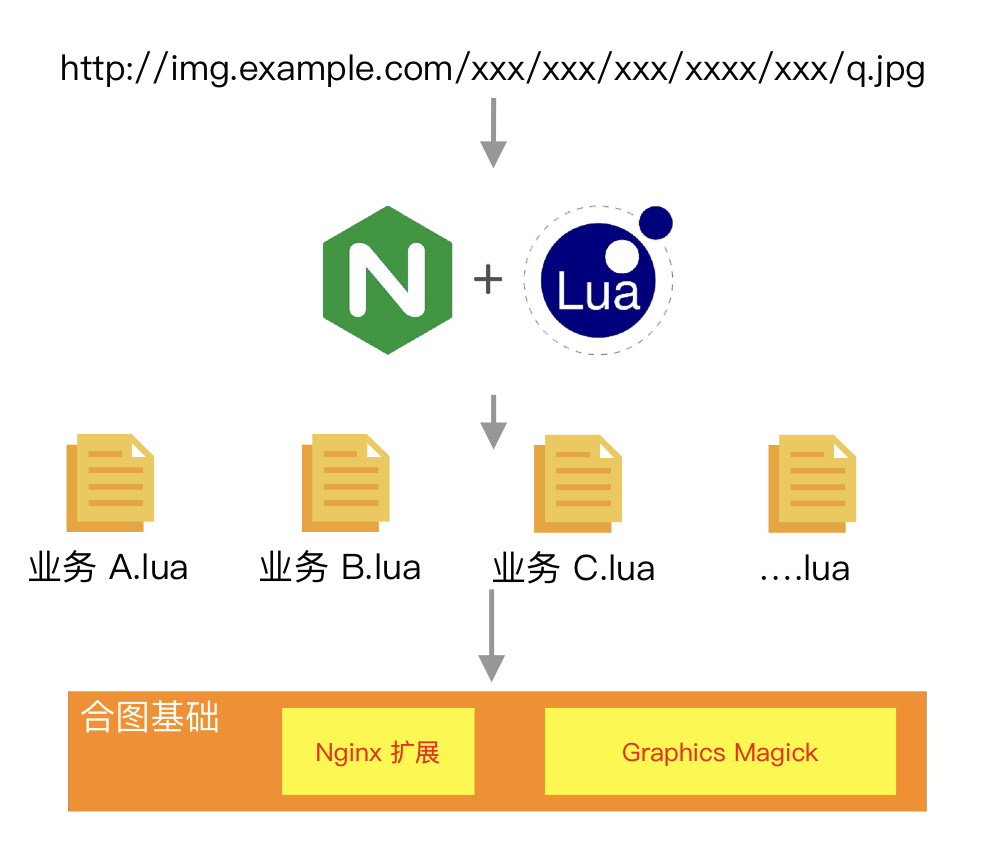 http://img.example.com/xxx/xxx/xxx/xxxx/xxx/q.jpg
N + Lua
业务 A.lua 业务 B.lua 业务 C.lua ....lua
合图基础
Nginx 扩展 Graphics Magick